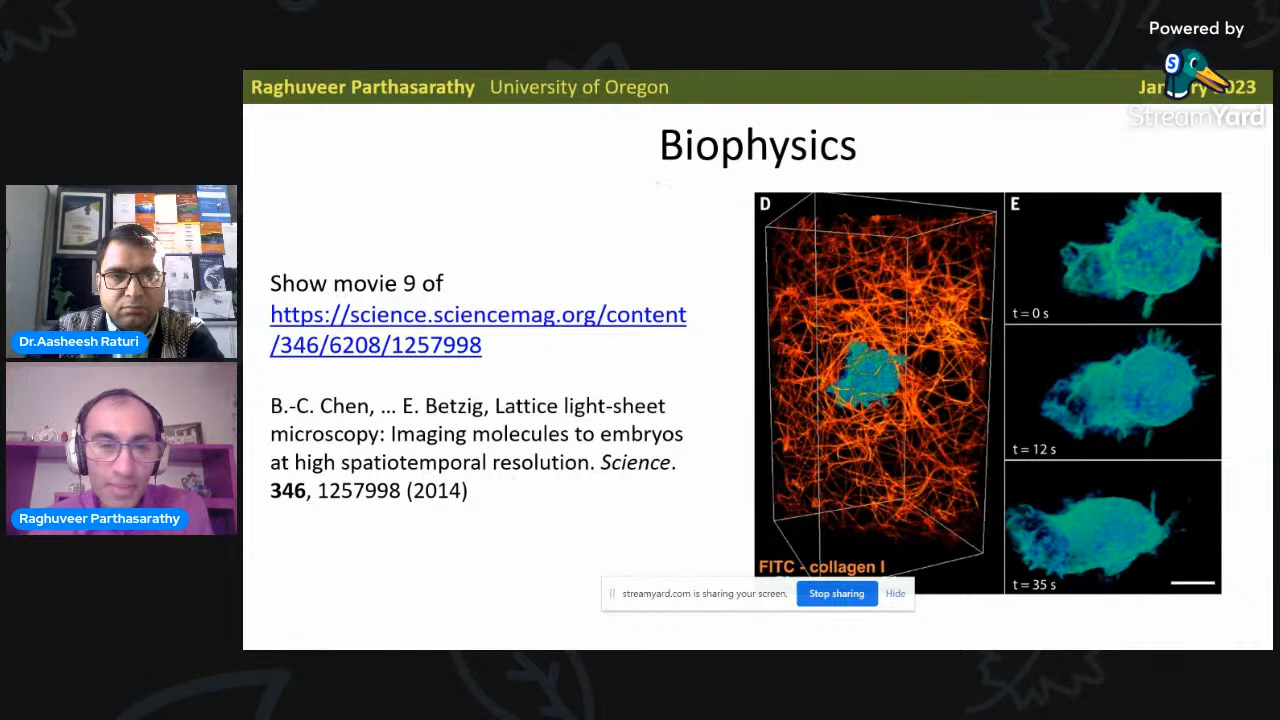 Powered by
StreamYard
Raghuveer Parthasarathy University of Oregon
Biophysics
Show movie 9 of
https://science.sciencemag.org/content
/346/6208/1257998
B.-C. Chen, … E. Betzig, Lattice light-sheet
microscopy: Imaging molecules to embryos
at high spatiotemporal resolution. Science.
346, 1257998 (2014)
D
FITC - collagen I
E
t = 0 s
t = 12 s
t = 35 s
streamyard.com is sharing your screen.
Stop sharing
Hide
Dr.Aasheesh Raturi
Raghuveer Parthasarathy